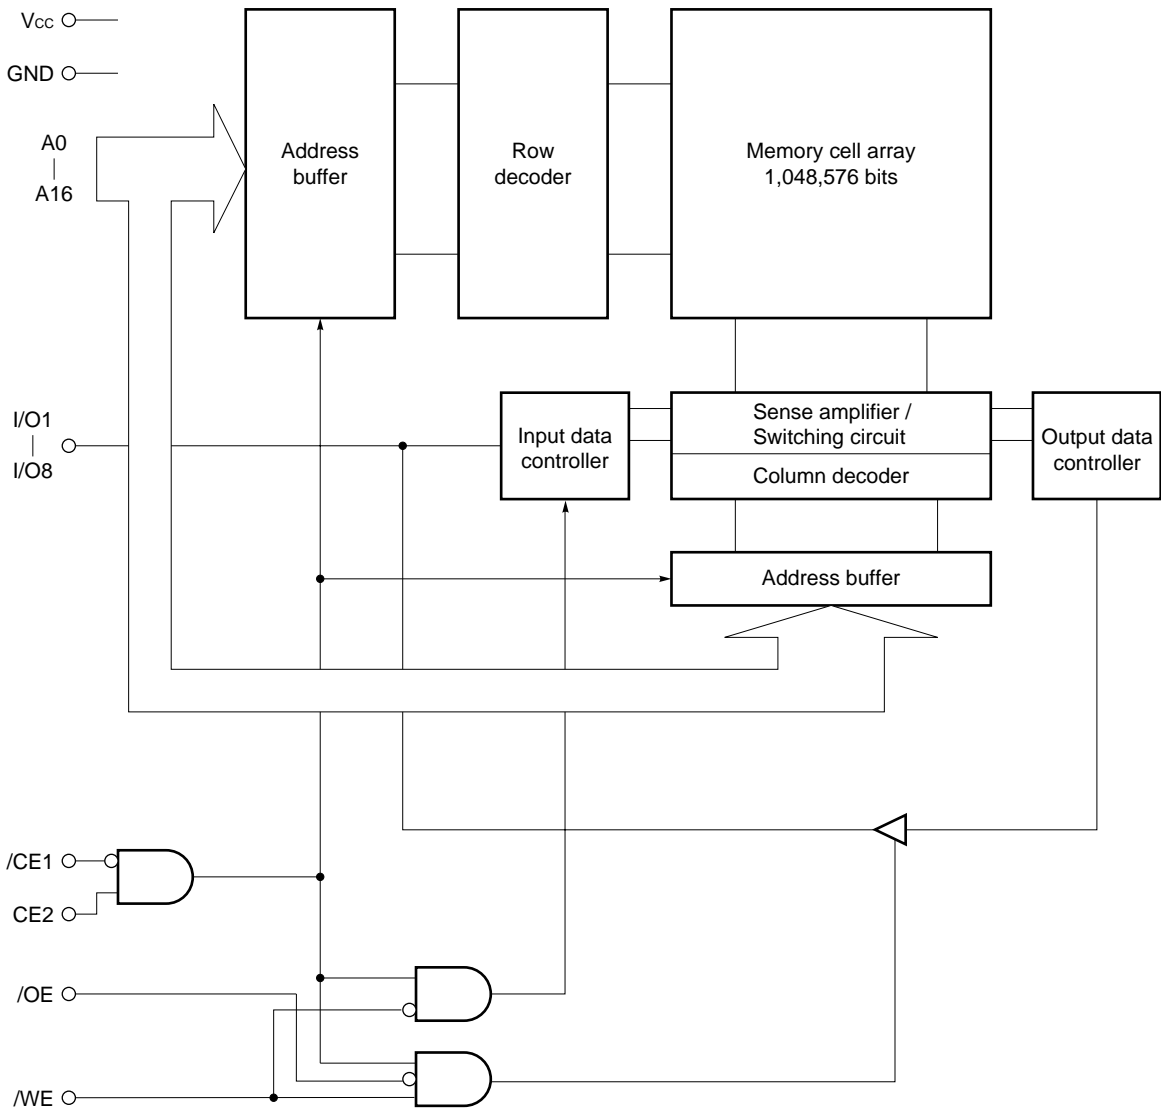 VCC
GND
A0
A16
Address
buffer
Row
decoder
Memory cell array
1,048,576 bits
I/O1
I/O8
Input data
controller
Sense amplifier /
Switching circuit
Column decoder
Output data
controller
Address buffer
/CE1
CE2
/OE
/WE